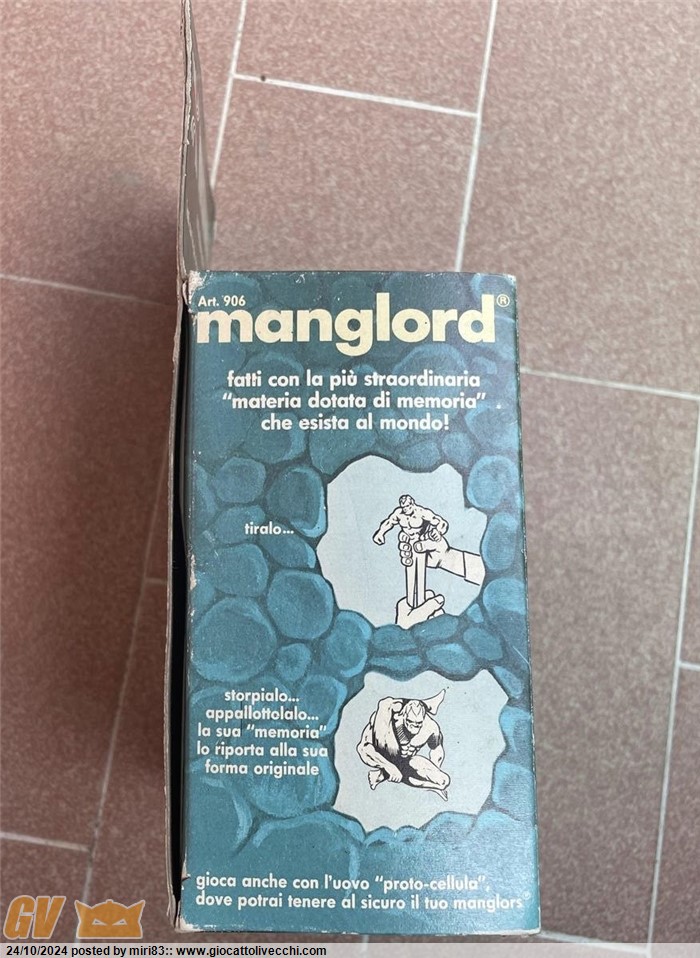 Art. 906
manglord®
fatti con la più straordinaria
“materia dotata di memoria”
che esista al mondo!
tiralo...
storpialo...
appallottolalo...
la sua “memoria”
lo riporta alla sua
forma originale
gioca anche con l'uovo “proto-cellula”,
dove potrai tenere al sicuro il tuo manglors®
GV
24/10/2024 posted by miri83:: www.giocattolivecchi.com